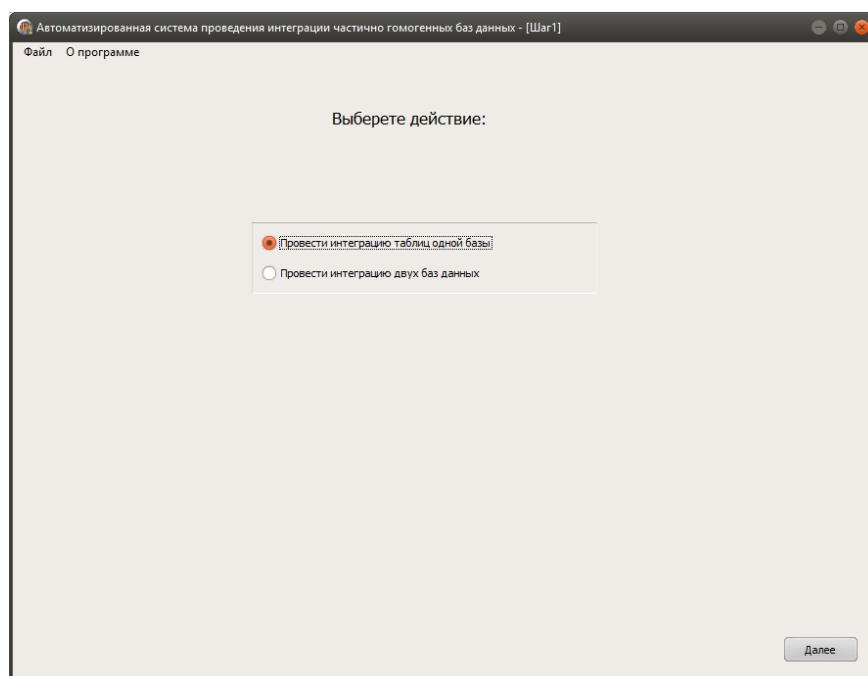 Автоматизированная система проведения интеграции частично гомогенных баз данных - [Шаг1]
Файл О программе
Выберете действие:
Провести интеграцию таблиц одной базы
Провести интеграцию двух баз данных
Далее